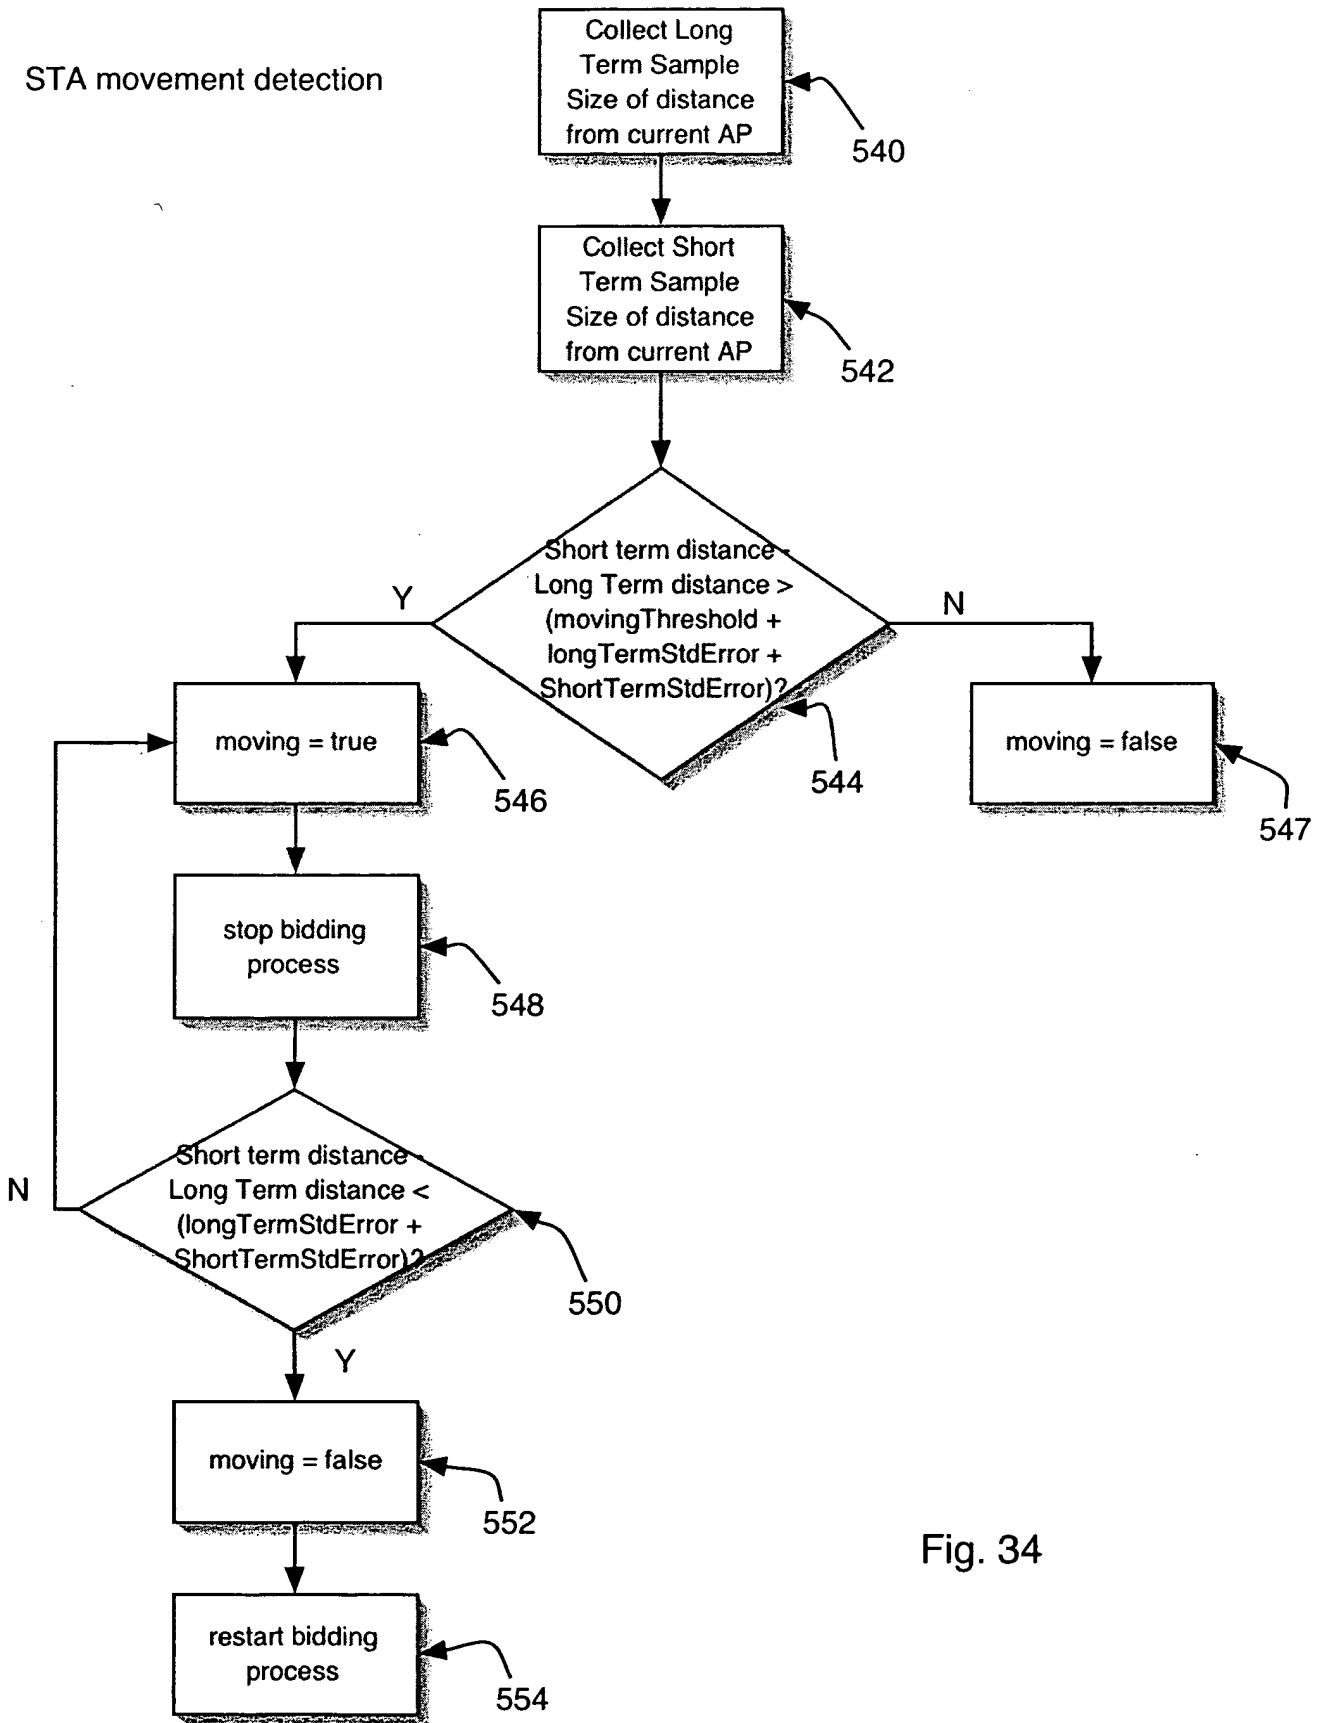 STA movement detection
Collect Long
Term Sample
Size of distance
from current AP
540
Collect Short
Term Sample
Size of distance
from current AP
542
Short term distance -
Long Term distance >
(movingThreshold +
longTermStdError +
ShortTermStdError)?
Y
N
544
moving = true
546
moving = false
547
stop bidding
process
548
Short term distance -
Long Term distance <
(longTermStdError +
ShortTermStdError)?
N
550
Y
moving = false
552
restart bidding
process
554
Fig. 34